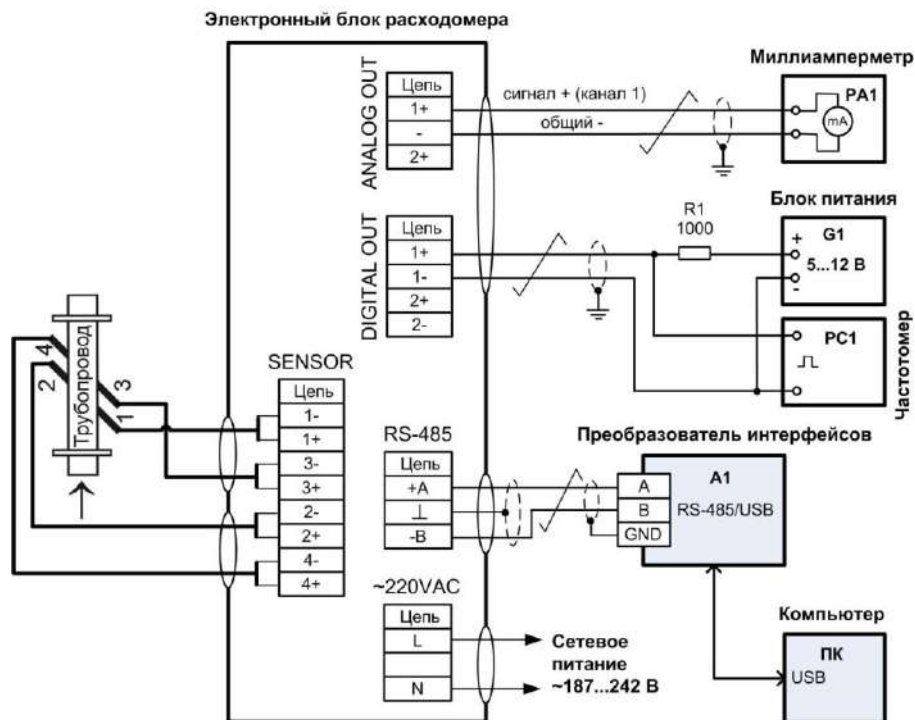 Электронный блок расходомера
ANALOG OUT
Цепь
1+
-
2+
сигнал + (канал 1)
общий -
Миллиамперметр
PA1
mA
DIGITAL OUT
Цепь
1+
1-
2+
2-
R1
1000
Блок питания
G1
+
5...12 В
-
PC1
Частотомер
Трубопровод
4
2
3
1
SENSOR
Цепь
1-
1+
3-
3+
2-
2+
4-
4+
RS-485
Цепь
+A
⊥
-B
Преобразователь интерфейсов
A
B
GND
A1
RS-485/USB
~220VAC
Цепь
L
N
Сетевое
питание
~187...242 В
Компьютер
ПК
USB